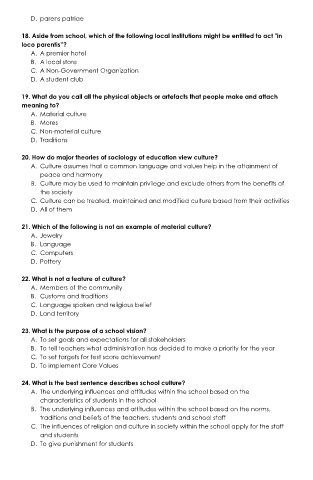 D. parens patriae
18. Aside from school, which of the following local institutions might be entitled to act "in
loco parentis"?
A. A premier hotel
B. A local store
C. A Non-Government Organization
D. A student club
19. What do you call all the physical objects or artefacts that people make and attach
meaning to?
A. Material culture
B. Mores
C. Non-material culture
D. Traditions
20. How do major theories of sociology of education view culture?
A. Culture assumes that a common language and values help in the attainment of
peace and harmony
B. Culture may be used to maintain privilege and exclude others from the benefits of
the society
C. Culture can be treated, maintained and modified culture based from their activities
D. All of them
21. Which of the following is not an example of material culture?
A. Jewelry
B. Language
C. Computers
D. Pottery
22. What is not a feature of culture?
A. Members of the community
B. Customs and traditions
C. Language spoken and religious belief
D. Land territory
23. What is the purpose of a school vision?
A. To set goals and expectations for all stakeholders
B. To tell teachers what administration has decided to make a priority for the year
C. To set targets for test score achievement
D. To implement Core Values
24. What is the best sentence describes school culture?
A. The underlying influences and attitudes within the school based on the
characteristics of students in the school
B. The underlying influences and attitudes within the school based on the norms,
traditions and beliefs of the teachers, students and school staff
C. The influences of religion and culture in society within the school apply for the staff
and students
D. To give punishment for students